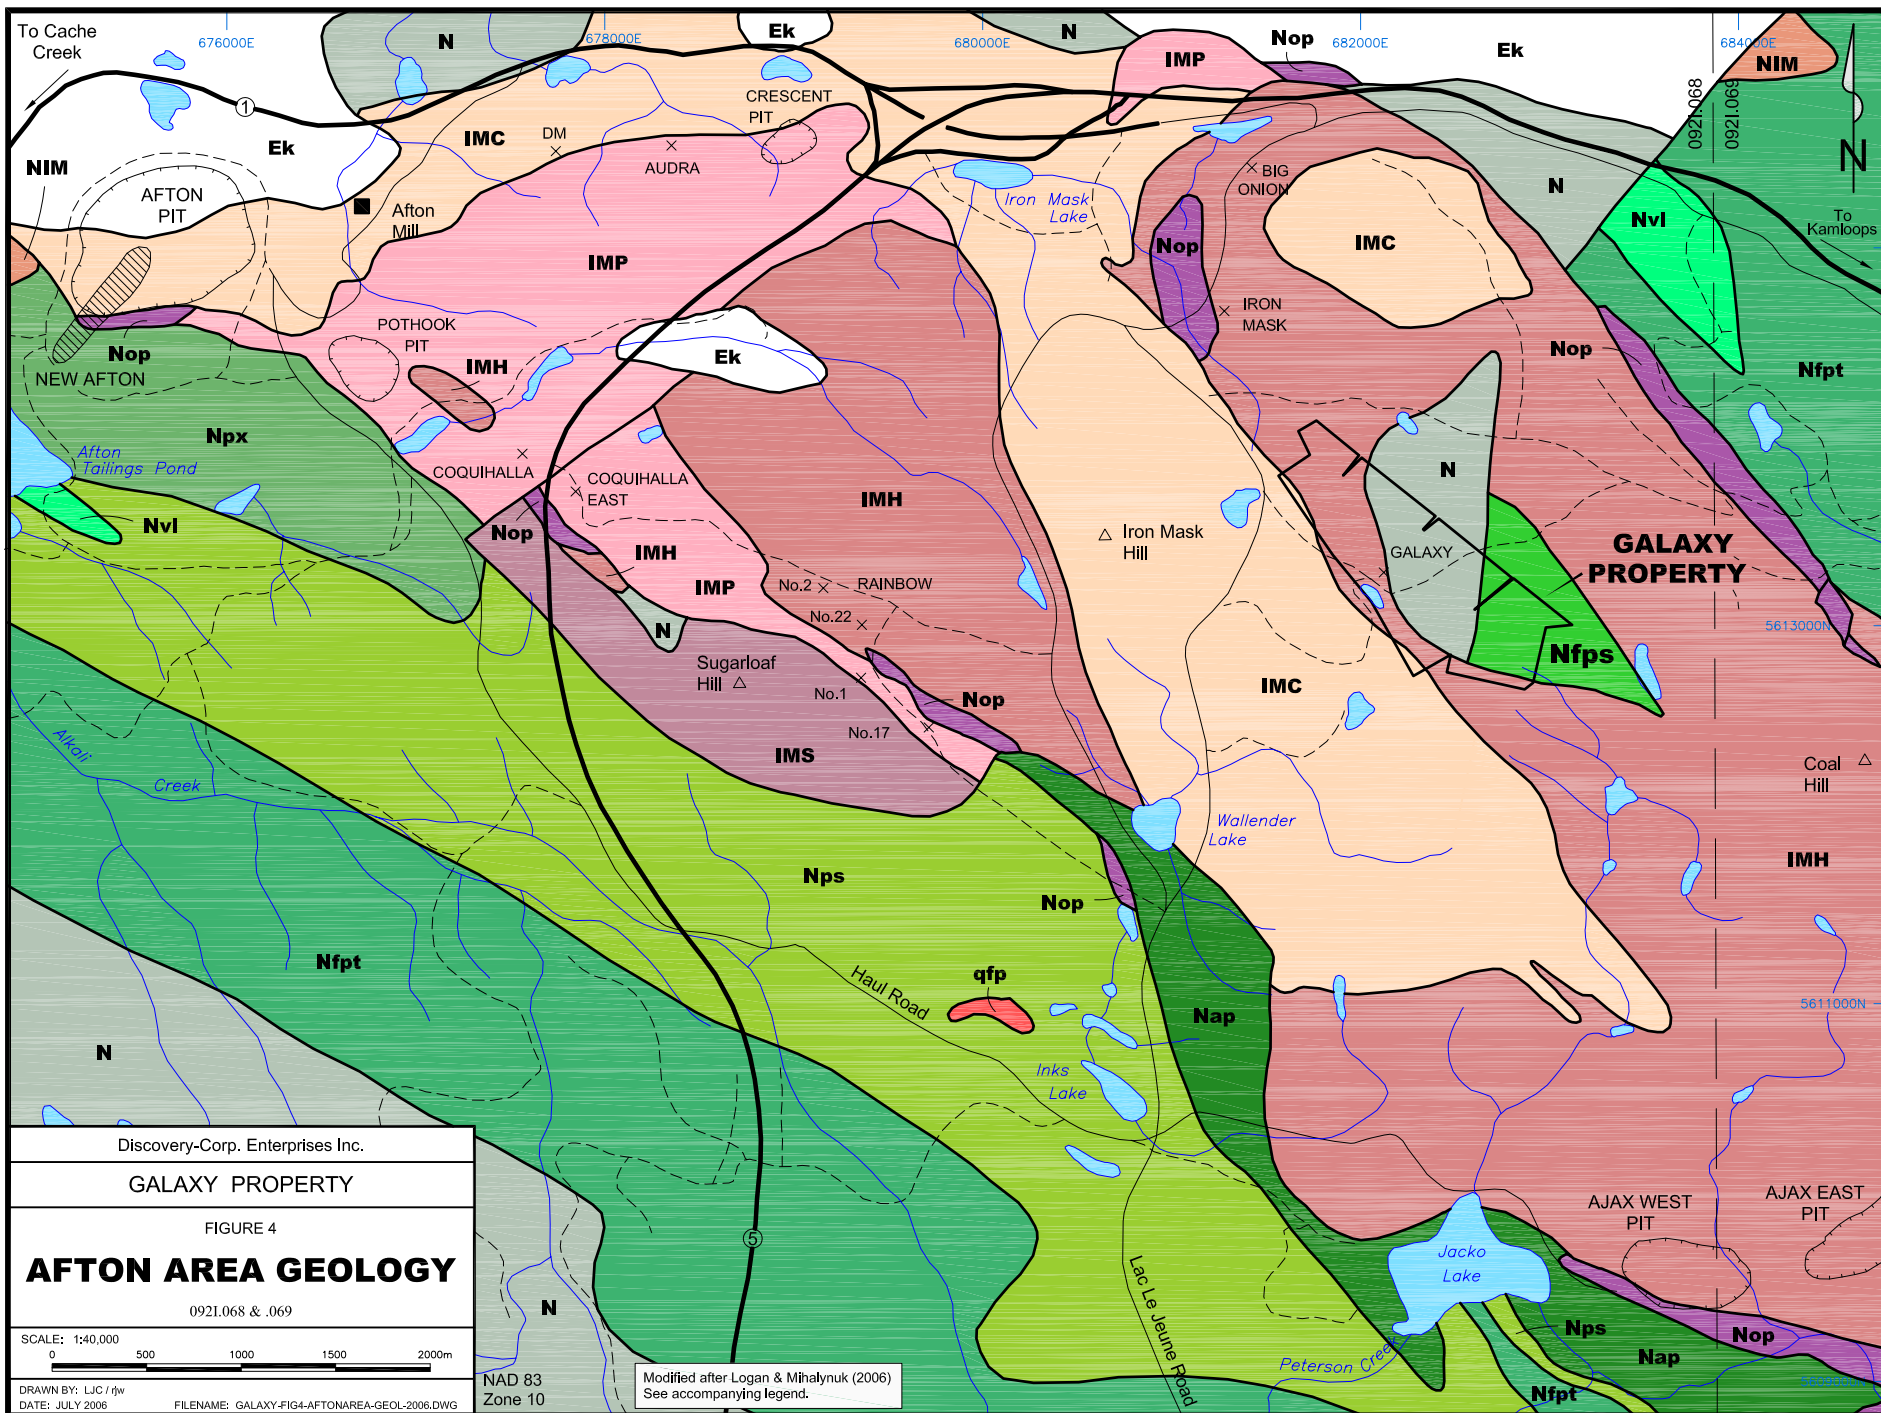 To Cache
Creek
676000E
N
678000E
Ek
680000E
N
Nop
682000E
Ek
684000E
NIM
IMP
092I.068
092I.069
N
1
Ek
IMC
DM
CRESCENT
PIT
AUDRA
NIM
AFTON
PIT
Afton
Mill
IMP
Iron Mask
Lake
BIG
ONION
IMC
N
Nvl
To
Kamloops
Nop
IRON
MASK
Nop
NEW AFTON
POTHOOK
PIT
IMH
Ek
Nop
Nfpt
Npx
Afton
Tailings Pond
COQUIHALLA
COQUIHALLA
EAST
IMH
N
Nvl
Nop
IMH
Iron Mask
Hill
GALAXY
GALAXY
PROPERTY
IMP
No.2
RAINBOW
No.22
N
5613000N
Nfps
Sugarloaf
Hill
No.1
Nop
IMC
No.17
IMS
Alkali
Creek
Coal
Hill
Wallender
Lake
Nps
IMH
Nop
Nfpt
qfp
Haul Road
Nap
5611000N
N
Inks
Lake
5
Lac Le Jeune Road
AJAX WEST
PIT
AJAX EAST
PIT
Jacko
Lake
N
Nps
Nop
Nap
Peterson Creek
Nfpt
5609000N
Discovery-Corp. Enterprises Inc.
GALAXY PROPERTY
FIGURE 4
AFTON AREA GEOLOGY
092I.068 & .069
SCALE: 1:40,000
0 500 1000 1500 2000m
DRAWN BY: LJC / rjw
DATE: JULY 2006 FILENAME: GALAXY-FIG4-AFTONAREA-GEOL-2006.DWG
NAD 83
Zone 10
Modified after Logan & Mihalynuk (2006)
See accompanying legend.